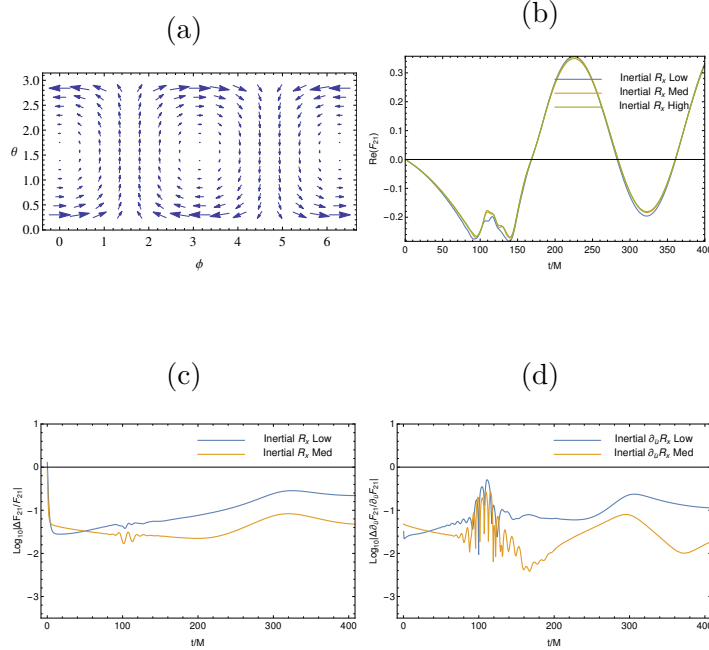 (a)
3.0
2.5
2.0
θ 1.5
1.0
0.5
0.0
0 1 2 3 4 5 6
ϕ
(b)
Inertial Rx Low
Inertial Rx Med
Inertial Rx High
Re(F21)
0.3
0.2
0.1
0.0
-0.1
-0.2
0 50 100 150 200 250 300 350 400
t/M
(c)
Inertial Rx Low
Inertial Rx Med
Log10|ΔF21/F21|
1
0
-1
-2
-3
0 100 200 300 400
t/M
(d)
Inertial ∂ũRx Low
Inertial ∂ũRx Med
Log10|Δ∂ũF21/∂ũF21|
1
0
-1
-2
-3
0 100 200 300 400
t/M